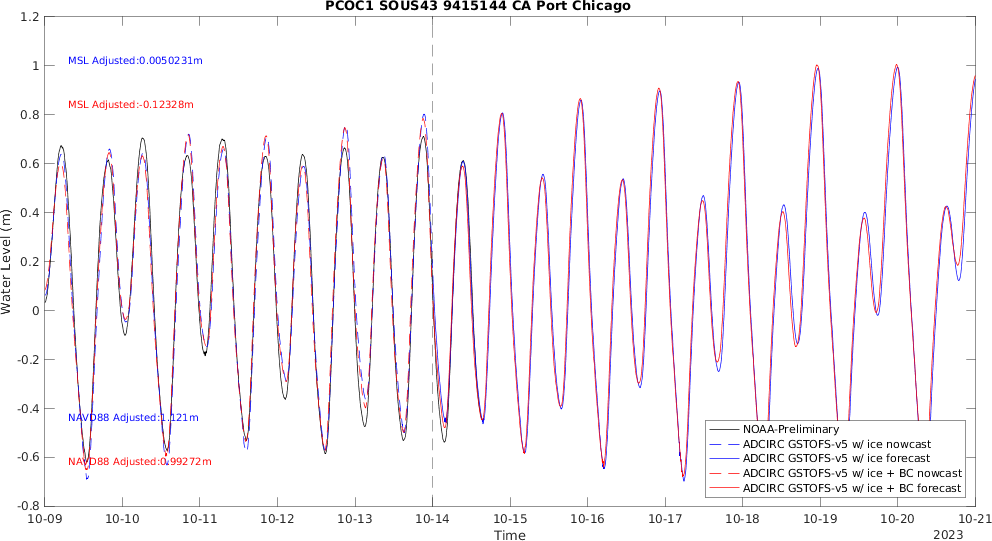 PCOC1 SOUS43 9415144 CA Port Chicago
1.2
1
0.8
0.6
0.4
0.2
0
-0.2
-0.4
-0.6
-0.8
Water Level (m)
MSL Adjusted:0.0050231m
MSL Adjusted:-0.12328m
NAVD88 Adjusted:1.121m
NAVD88 Adjusted:0.99272m
NOAA-Preliminary
ADCIRC GSTOFS-v5 w/ ice nowcast
ADCIRC GSTOFS-v5 w/ ice forecast
ADCIRC GSTOFS-v5 w/ ice + BC nowcast
ADCIRC GSTOFS-v5 w/ ice + BC forecast
10-09 10-10 10-11 10-12 10-13 10-14 10-15 10-16 10-17 10-18 10-19 10-20 10-21
Time
2023